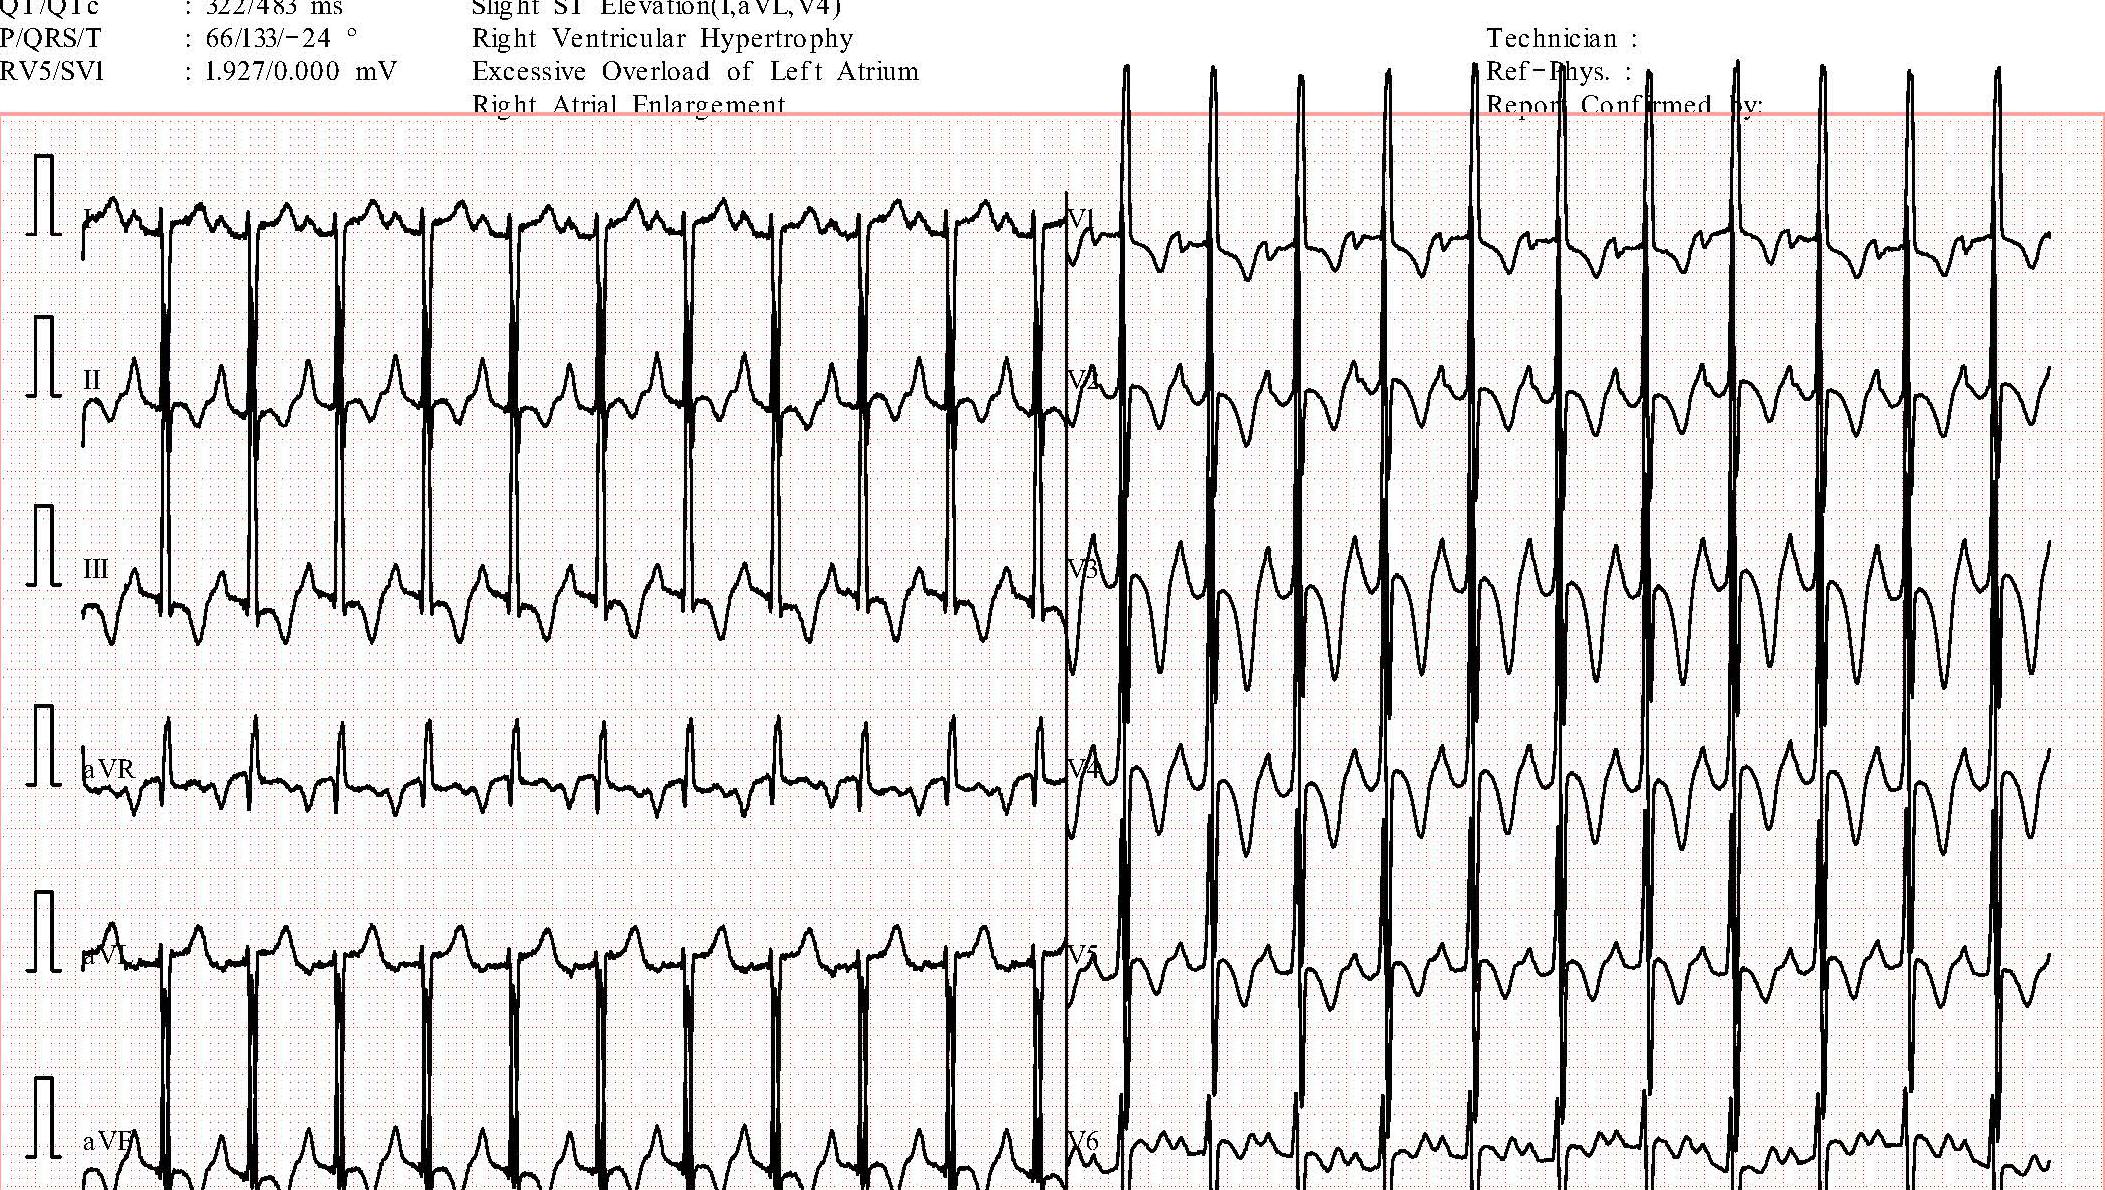 QT/QTc : 322/483 ms
P/QRS/T : 66/133/-24 °
RV5/SV1 : 1.927/0.000 mV
Slight ST Elevation(I,aVL,V4)
Right Ventricular Hypertrophy
Excessive Overload of Left Atrium
Right Atrial Enlargement
Technician :
Ref-Phys. :
Report Confirmed by:
I
II
III
aVR
aVL
aVF
V1
V2
V3
V4
V5
V6